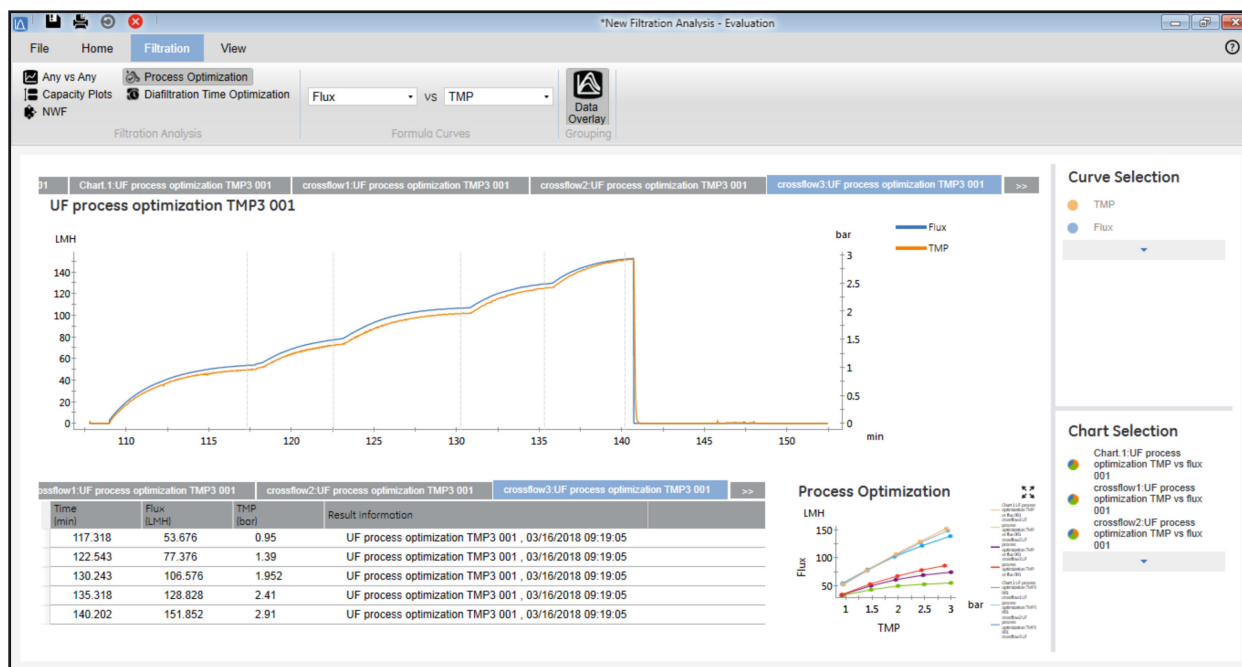 *New Filtration Analysis - Evaluation
File Home Filtration View
Any vs Any Process Optimization
Capacity Plots Diafiltration Time Optimization
NWF
Flux vs TMP
Data
Overlay
Filtration Analysis Formula Curves Grouping
01 Chart.1:UF process optimization TMP3 001 crossflow1:UF process optimization TMP3 001 crossflow2:UF process optimization TMP3 001 crossflow3:UF process optimization TMP3 001 >>
UF process optimization TMP3 001
LMH
bar
Flux
TMP
140
120
100
80
60
40
20
0
3
2.5
2
1.5
1
0.5
0
110 115 120 125 130 135 140 145 150
min
Curve Selection
TMP
Flux
Chart Selection
Chart.1:UF process
optimization TMP vs flux
001
crossflow1:UF process
optimization TMP vs flux
001
crossflow2:UF process
optimization TMP vs flux
001
ossflow1:UF process optimization TMP3 001 crossflow2:UF process optimization TMP3 001 crossflow3:UF process optimization TMP3 001 >>
Time (min) Flux (LMH) TMP (bar) Result information
117.318 53.676 0.95 UF process optimization TMP3 001 , 03/16/2018 09:19:05
122.543 77.376 1.39 UF process optimization TMP3 001 , 03/16/2018 09:19:05
130.243 106.576 1.952 UF process optimization TMP3 001 , 03/16/2018 09:19:05
135.318 128.828 2.41 UF process optimization TMP3 001 , 03/16/2018 09:19:05
140.202 151.852 2.91 UF process optimization TMP3 001 , 03/16/2018 09:19:05
Process Optimization
LMH
150
100
50
Flux
1 1.5 2 2.5 3
bar
TMP